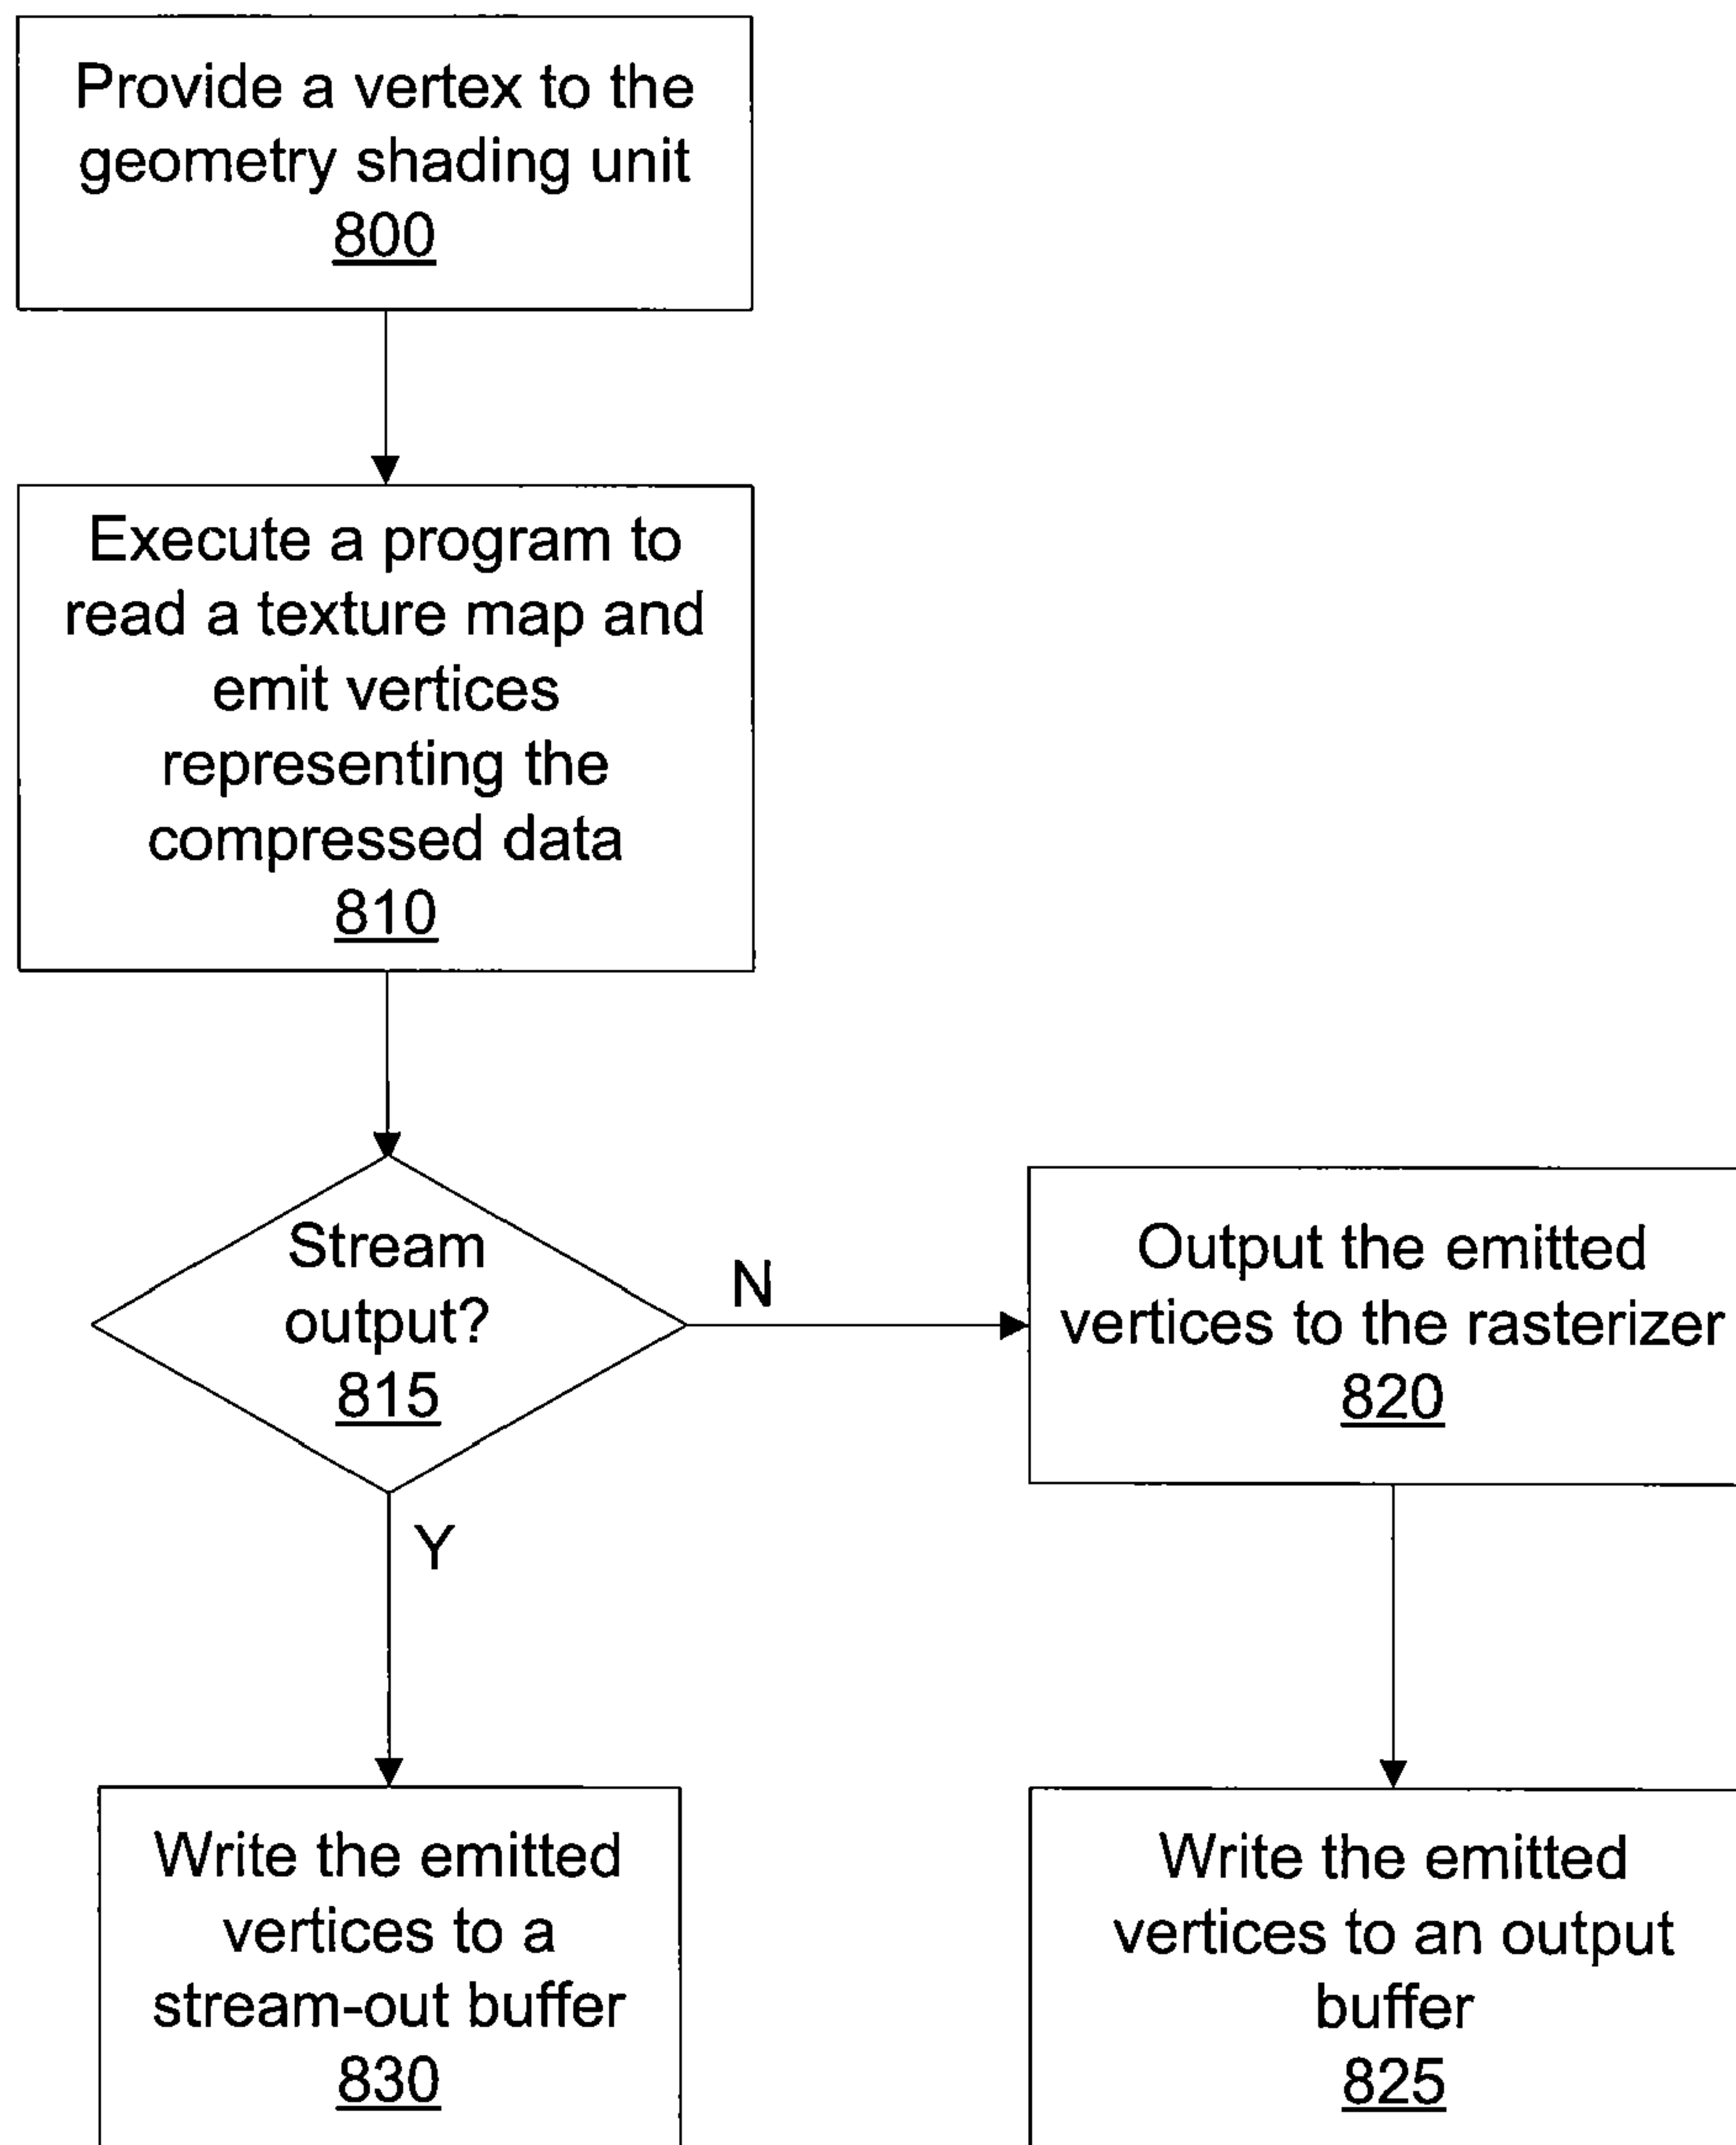 Provide a vertex to the
geometry shading unit
800
Execute a program to
read a texture map and
emit vertices
representing the
compressed data
810
Stream
output?
815
N
Output the emitted
vertices to the rasterizer
820
Y
Write the emitted
vertices to a
stream-out buffer
830
Write the emitted
vertices to an output
buffer
825